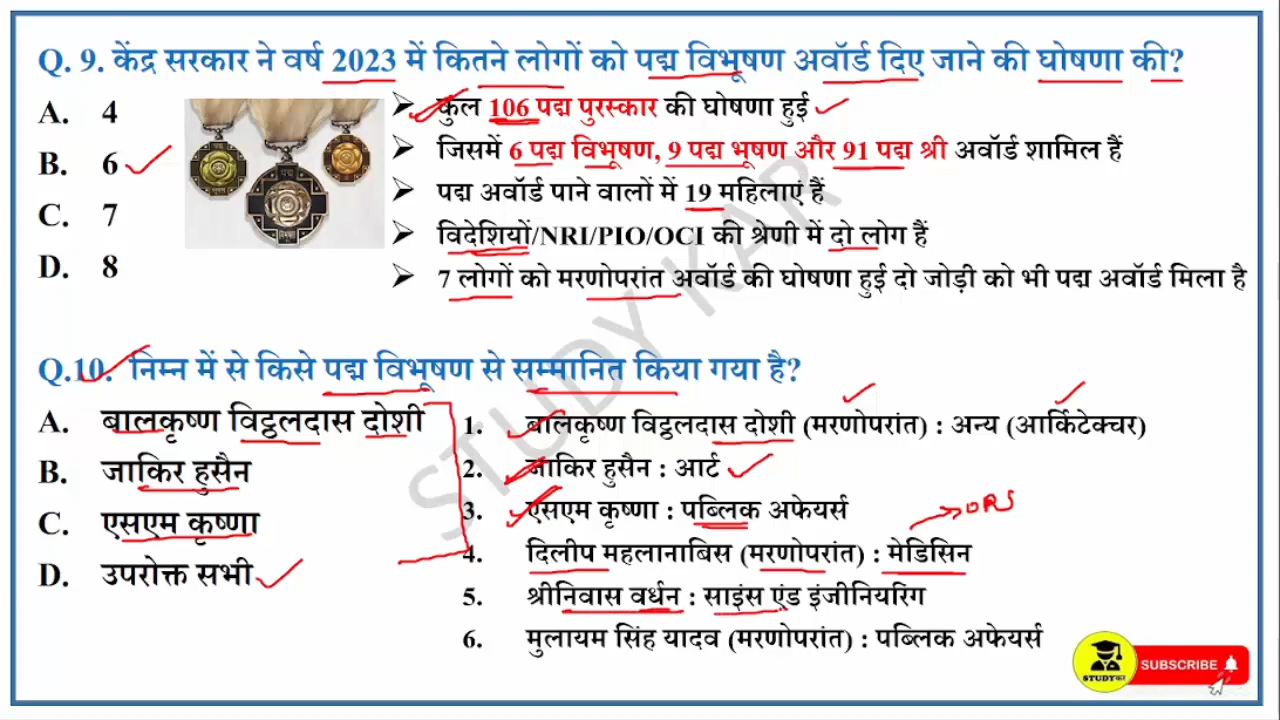 Q. 9. केंद्र सरकार ने वर्ष 2023 में कितने लोगों को पद्म विभूषण अवॉर्ड दिए जाने की घोषणा की?
A. 4
B. 6
C. 7
D. 8
➢ कुल 106 पद्म पुरस्कार की घोषणा हुई
➢ जिसमें 6 पद्म विभूषण, 9 पद्म भूषण और 91 पद्म श्री अवॉर्ड शामिल हैं
➢ पद्म अवॉर्ड पाने वालों में 19 महिलाएं हैं
➢ विदेशियों/NRI/PIO/OCI की श्रेणी में दो लोग हैं
➢ 7 लोगों को मरणोपरांत अवॉर्ड की घोषणा हुई दो जोड़ी को भी पद्म अवॉर्ड मिला है
Q.10. निम्न में से किसे पद्म विभूषण से सम्मानित किया गया है?
A. बालकृष्ण विट्ठलदास दोशी
B. जाकिर हुसैन
C. एसएम कृष्णा
D. उपरोक्त सभी
1. बालकृष्ण विट्ठलदास दोशी (मरणोपरांत) : अन्य (आर्किटेक्चर)
2. जाकिर हुसैन : आर्ट
3. एसएम कृष्णा : पब्लिक अफेयर्स
ORS
4. दिलीप महलानाबिस (मरणोपरांत) : मेडिसिन
5. श्रीनिवास वर्धन : साइंस एंड इंजीनियरिंग
6. मुलायम सिंह यादव (मरणोपरांत) : पब्लिक अफेयर्स
STUDY KAR
STUDYकर
SUBSCRIBE